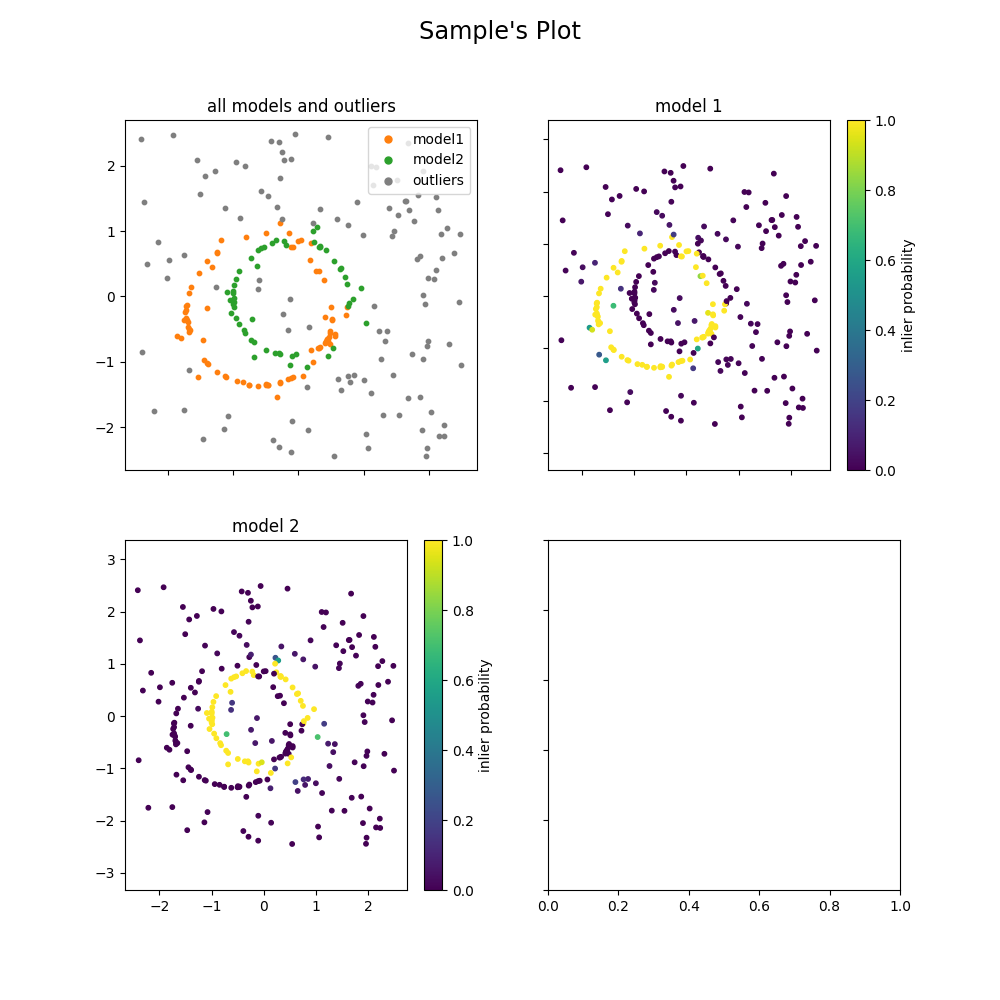 Sample's Plot
all models and outliers
model 1
2
1
0
−1
−2
model1
model2
outliers
1.0
0.8
0.6
0.4
0.2
0.0
inlier probability
model 2
3
2
1
0
−1
−2
−3
−2 −1 0 1 2
1.0
0.8
0.6
0.4
0.2
0.0
inlier probability
0.0 0.2 0.4 0.6 0.8 1.0